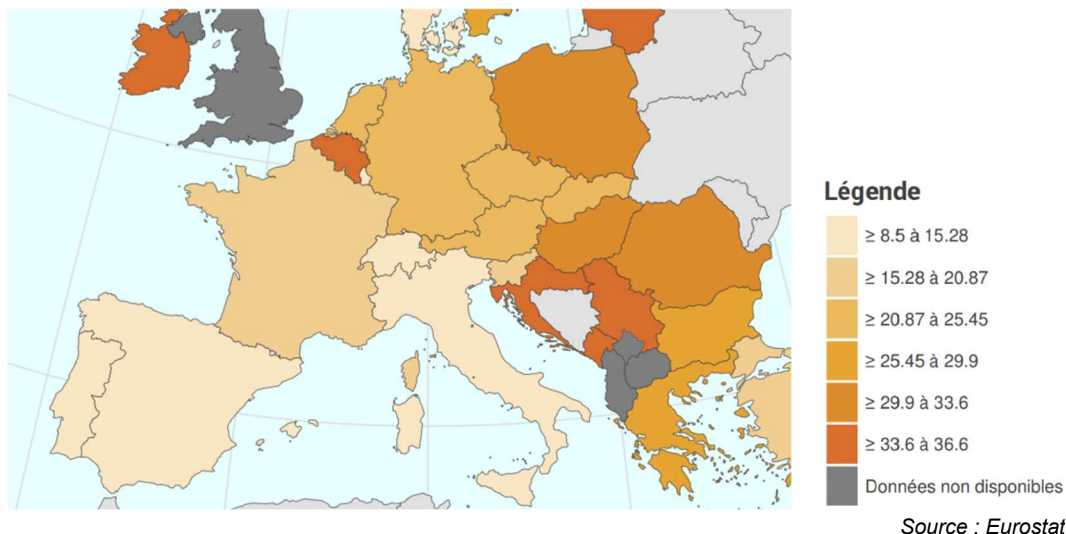 Légende
≥ 8.5 à 15.28
≥ 15.28 à 20.87
≥ 20.87 à 25.45
≥ 25.45 à 29.9
≥ 29.9 à 33.6
≥ 33.6 à 36.6
Données non disponibles
Source : Eurostat